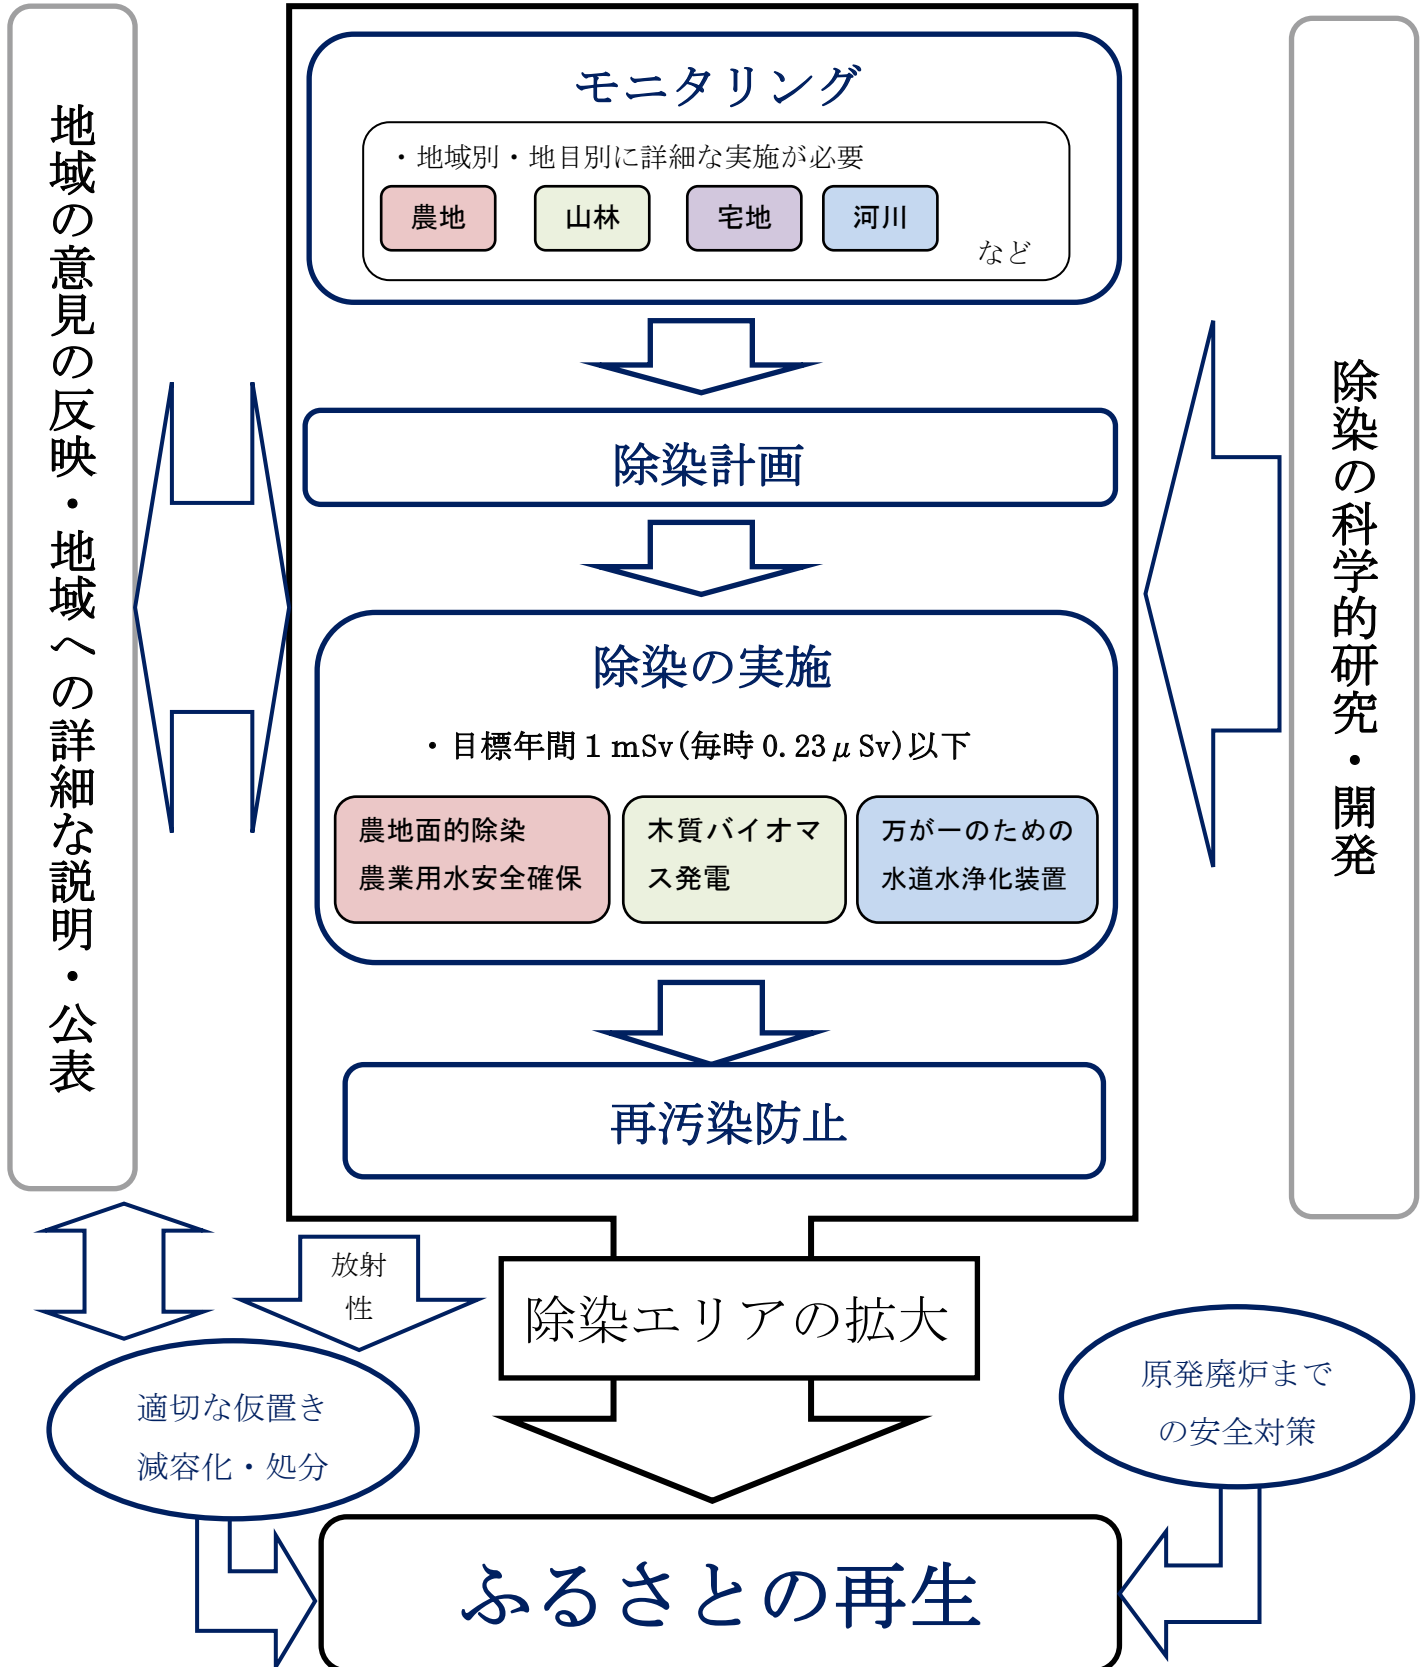 地域の意見の反映・地域への詳細な説明・公表
モニタリング
・地域別・地目別に詳細な実施が必要
農地
山林
宅地
河川
など
除染計画
除染の実施
・目標年間1mSv(毎時0.23μSv)以下
農地面的除染
農業用水安全確保
木質バイオマ
ス発電
万が一のための
水道水浄化装置
再汚染防止
除染の科学的研究・開発
放射
性
除染エリアの拡大
適切な仮置き
減容化・処分
原発廃炉まで
の安全対策
ふるさとの再生